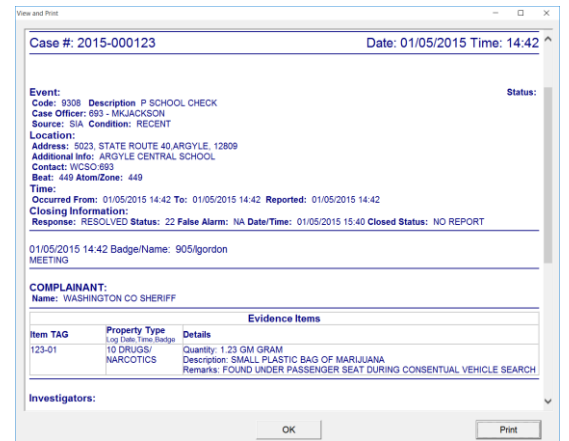 View and Print
Case #: 2015-000123 Date: 01/05/2015 Time: 14:42
Event: Status:
Code: 9308 Description P SCHOOL CHECK
Case Officer: 693 - MKJACKSON
Source: SIA Condition: RECENT
Location:
Address: 5023, STATE ROUTE 40,ARGYLE, 12809
Additional Info: ARGYLE CENTRAL SCHOOL
Contact: WCSO:693
Beat: 449 Atom/Zone: 449
Time:
Occurred From: 01/05/2015 14:42 To: 01/05/2015 14:42 Reported: 01/05/2015 14:42
Closing Information:
Response: RESOLVED Status: 22 False Alarm: NA Date/Time: 01/05/2015 15:40 Closed Status: NO REPORT
01/05/2015 14:42 Badge/Name: 905/lgordon
MEETING
COMPLAINANT:
Name: WASHINGTON CO SHERIFF
Evidence Items
Item TAG Property Type Details
Log Date,Time,Badge
123-01 10 DRUGS/ Quantity: 1.23 GM GRAM
NARCOTICS Description: SMALL PLASTIC BAG OF MARIJUANA
Remarks: FOUND UNDER PASSENGER SEAT DURING CONSENTUAL VEHICLE SEARCH
Investigators:
OK Print